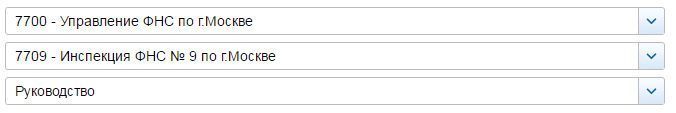 7700 - Управление ФНС по г.Москве
7709 - Инспекция ФНС № 9 по г.Москве
Руководство